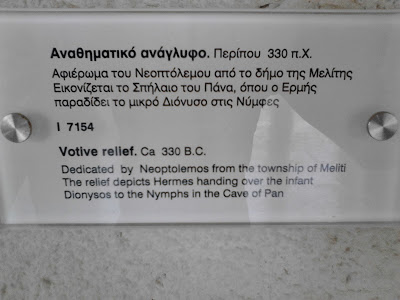 Αναθηματικό ανάγλυφο. Περίπου 330 π.Χ.
Αφιέρωμα του Νεοπτόλεμου από το δήμο της Μελίτης
Εικονίζεται το Σπήλαιο του Πάνα, όπου ο Ερμής
παραδίδει το μικρό Διόνυσο στις Νύμφες
I 7154
Votive relief. Ca 330 B.C.
Dedicated by Neoptolemos from the township of Meliti
The relief depicts Hermes handing over the infant
Dionysos to the Nymphs in the Cave of Pan